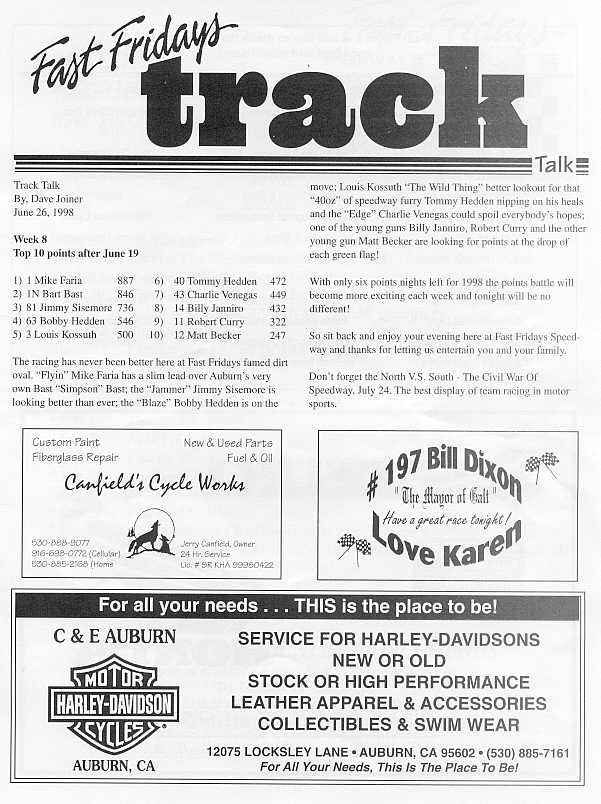 Fast Fridays
track
Talk
Track Talk
By, Dave Joiner
June 26, 1998
Week 8
Top 10 points after June 19
1) 1 Mike Faria 887 6) 40 Tommy Hedden 472
2) 1N Bart Bast 846 7) 43 Charlie Venegas 449
3) 81 Jimmy Sisemore 736 8) 14 Billy Janniro 432
4) 63 Bobby Hedden 546 9) 11 Robert Curry 322
5) 3 Louis Kossuth 500 10) 12 Matt Becker 247
The racing has never been better here at Fast Fridays fumed dirt
oval. "Flyin" Mike Faria has a slim lead over Auburn's very
own Bast "Simpson" Bast; the "Jammer" Jimmy Sisemore is
looking better than ever; the "Blaze" Bobby Hedden is on the
move; Louis Kossuth "The Wild Thing" better lookout for that
"40oz" of speedway furry Tommy Hedden nipping on his heals
and the "Edge" Charlie Venegas could spoil everybody's hopes;
one of the young guns Billy Janniro, Robert Curry and the other
young gun Matt Becker are looking for points at the drop of
each green flag!
With only six points nights left for 1998 the points battle will
become more exciting each week and tonight will be no
different!
So sit back and enjoy your evening here at Fast Fridays Speed-
way and thanks for letting us entertain you and your family.
Don't forget the North V.S. South - The Civil War Of
Speedway. July 24. The best display of team racing in motor
sports.
Custom Paint New & Used Parts
Fiberglass Repair Fuel & Oil
Canfield's Cycle Works
530-888-9077
916-698-0772 (Cellular)
530-885-2168 (Home
Jerry Canfield, Owner
24 Hr. Service
Lic. # SR KHA 99960422
# 197 Bill Dixon
"The Mayor of Galt"
Have a great race tonight!
Love Karen
For all your needs . . . THIS is the place to be!
C & E AUBURN
MOTOR
HARLEY-DAVIDSON
CYCLES
AUBURN, CA
SERVICE FOR HARLEY-DAVIDSONS
NEW OR OLD
STOCK OR HIGH PERFORMANCE
LEATHER APPAREL & ACCESSORIES
COLLECTIBLES & SWIM WEAR
12075 LOCKSLEY LANE • AUBURN, CA 95602 • (530) 885-7161
For All Your Needs, This Is The Place To Be!